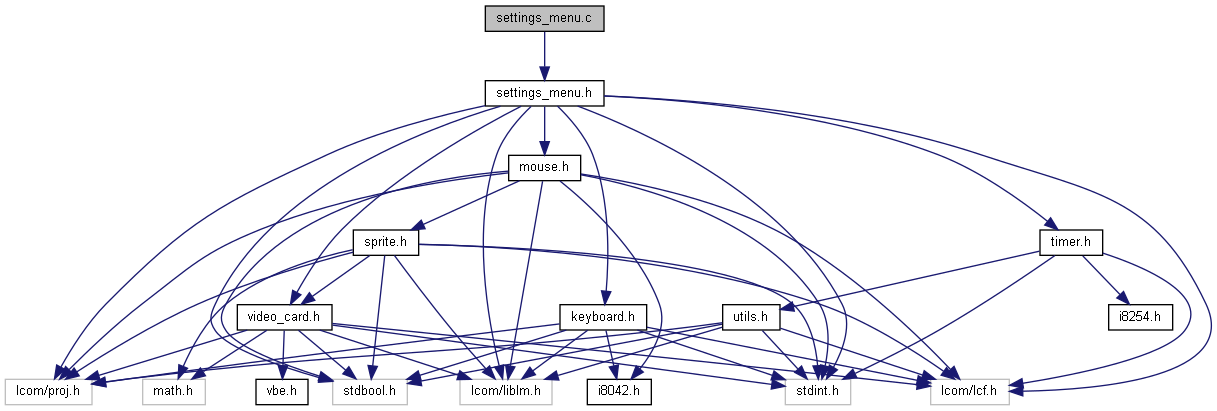 settings_menu.c
settings_menu.h
mouse.h
sprite.h
timer.h
video_card.h
keyboard.h
utils.h
i8254.h
lcom/proj.h
math.h
vbe.h
stdbool.h
lcom/liblm.h
i8042.h
stdint.h
lcom/lcf.h